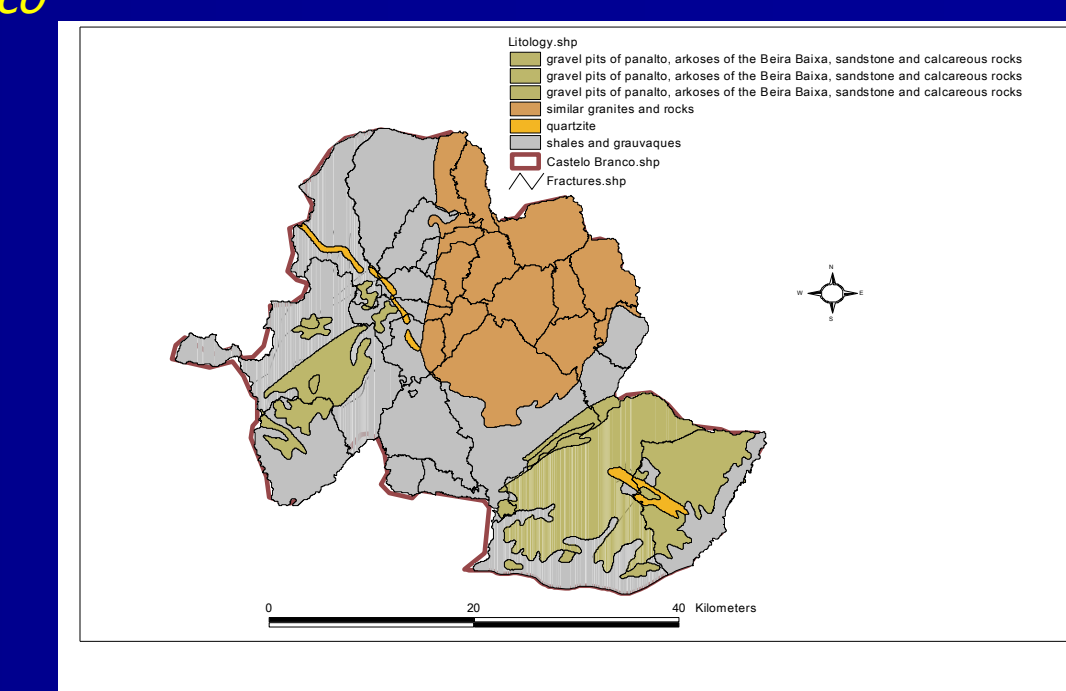 co
Litology.shp
gravel pits of panalto, arkoses of the Beira Baixa, sandstone and calcareous rocks
gravel pits of panalto, arkoses of the Beira Baixa, sandstone and calcareous rocks
gravel pits of panalto, arkoses of the Beira Baixa, sandstone and calcareous rocks
similar granites and rocks
quartzite
shales and grauvaques
Castelo Branco.shp
Fractures.shp
N
W E
S
0 20 40 Kilometers